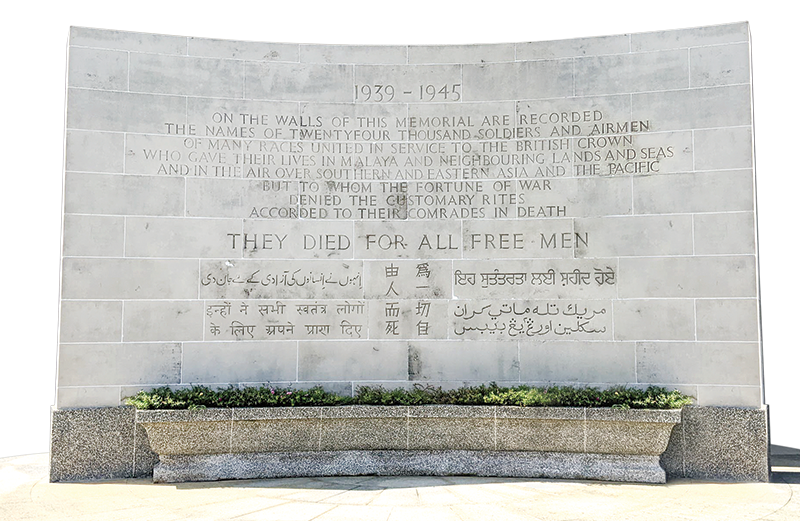 1939 - 1945
ON THE WALLS OF THIS MEMORIAL ARE RECORDED
THE NAMES OF TWENTYFOUR THOUSAND SOLDIERS AND AIRMEN
OF MANY RACES UNITED IN SERVICE TO THE BRITISH CROWN
WHO GAVE THEIR LIVES IN MALAYA AND NEIGHBOURING LANDS AND SEAS
AND IN THE AIR OVER SOUTHERN AND EASTERN ASIA AND THE PACIFIC
BUT TO WHOM THE FORTUNE OF WAR
DENIED THE CUSTOMARY RITES
ACCORDED TO THEIR COMRADES IN DEATH
THEY DIED FOR ALL FREE MEN
انہوں نے انسانوں کی آزادی کے لئے جان دی
為一切自
由人而死
ਇਹ ਸੁਤੰਤਰਤਾ ਲਈ ਸ਼ਹੀਦ ਹੋਏ
इन्हों ने सभी स्वतंत्र लोगों
के लिए अपने प्राण दिए
مريك تله ماتي كران
سكلين اورڠ يڠ بيبس